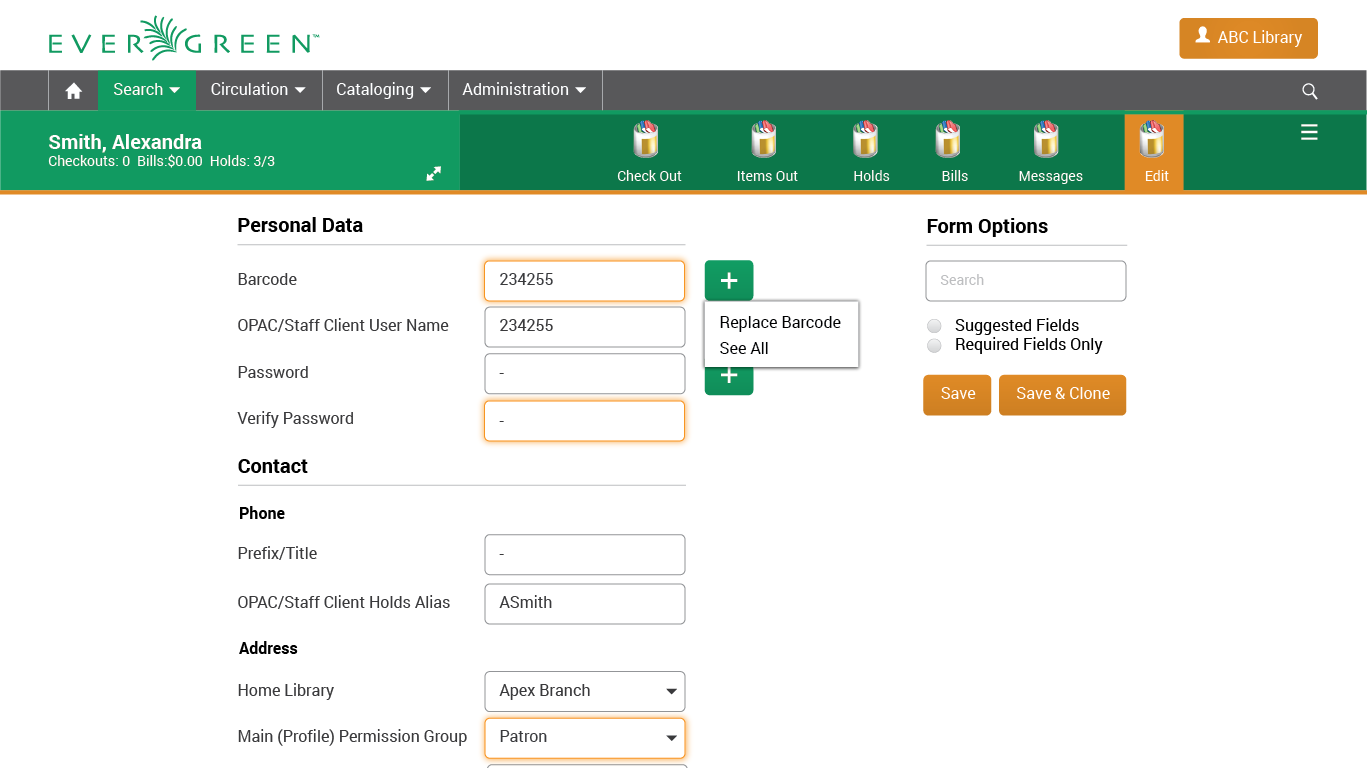 EVERGREEN™
ABC Library
Search
Circulation
Cataloging
Administration
Smith, Alexandra
Checkouts: 0 Bills:$0.00 Holds: 3/3
Check Out
Items Out
Holds
Bills
Messages
Edit
Personal Data
Barcode
234255
OPAC/Staff Client User Name
234255
Replace Barcode
See All
Password
-
Verify Password
-
Contact
Phone
Prefix/Title
-
OPAC/Staff Client Holds Alias
ASmith
Address
Home Library
Apex Branch
Main (Profile) Permission Group
Patron
Form Options
Search
Suggested Fields
Required Fields Only
Save
Save & Clone